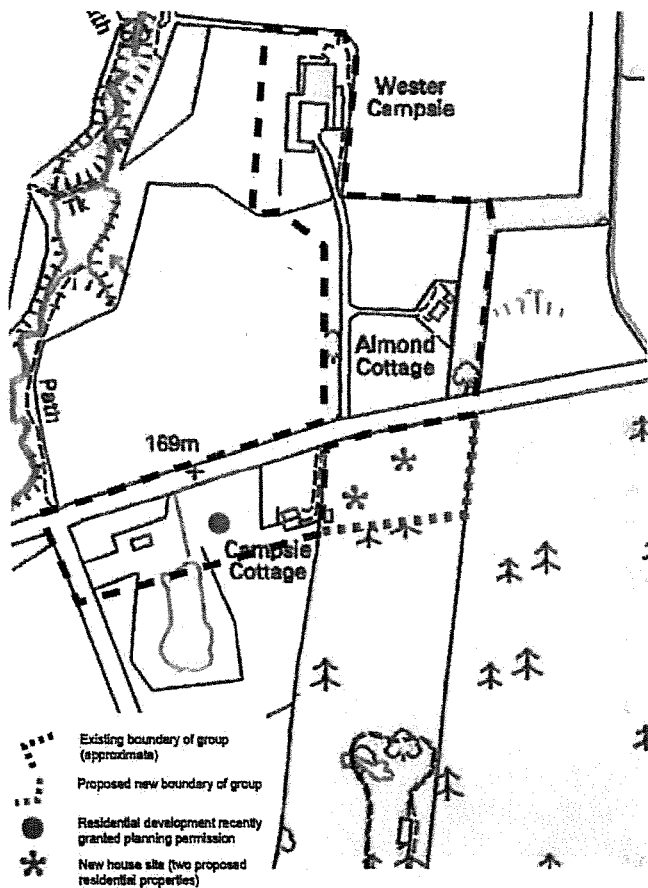 Wester
Campsie
Tk
Almond
Cottage
Path
169m
Campsie
Cottage
Existing boundary of group
(approximate)
Proposed new boundary of group
Residential development recently
granted planning permission
New house site (two proposed
residential properties)